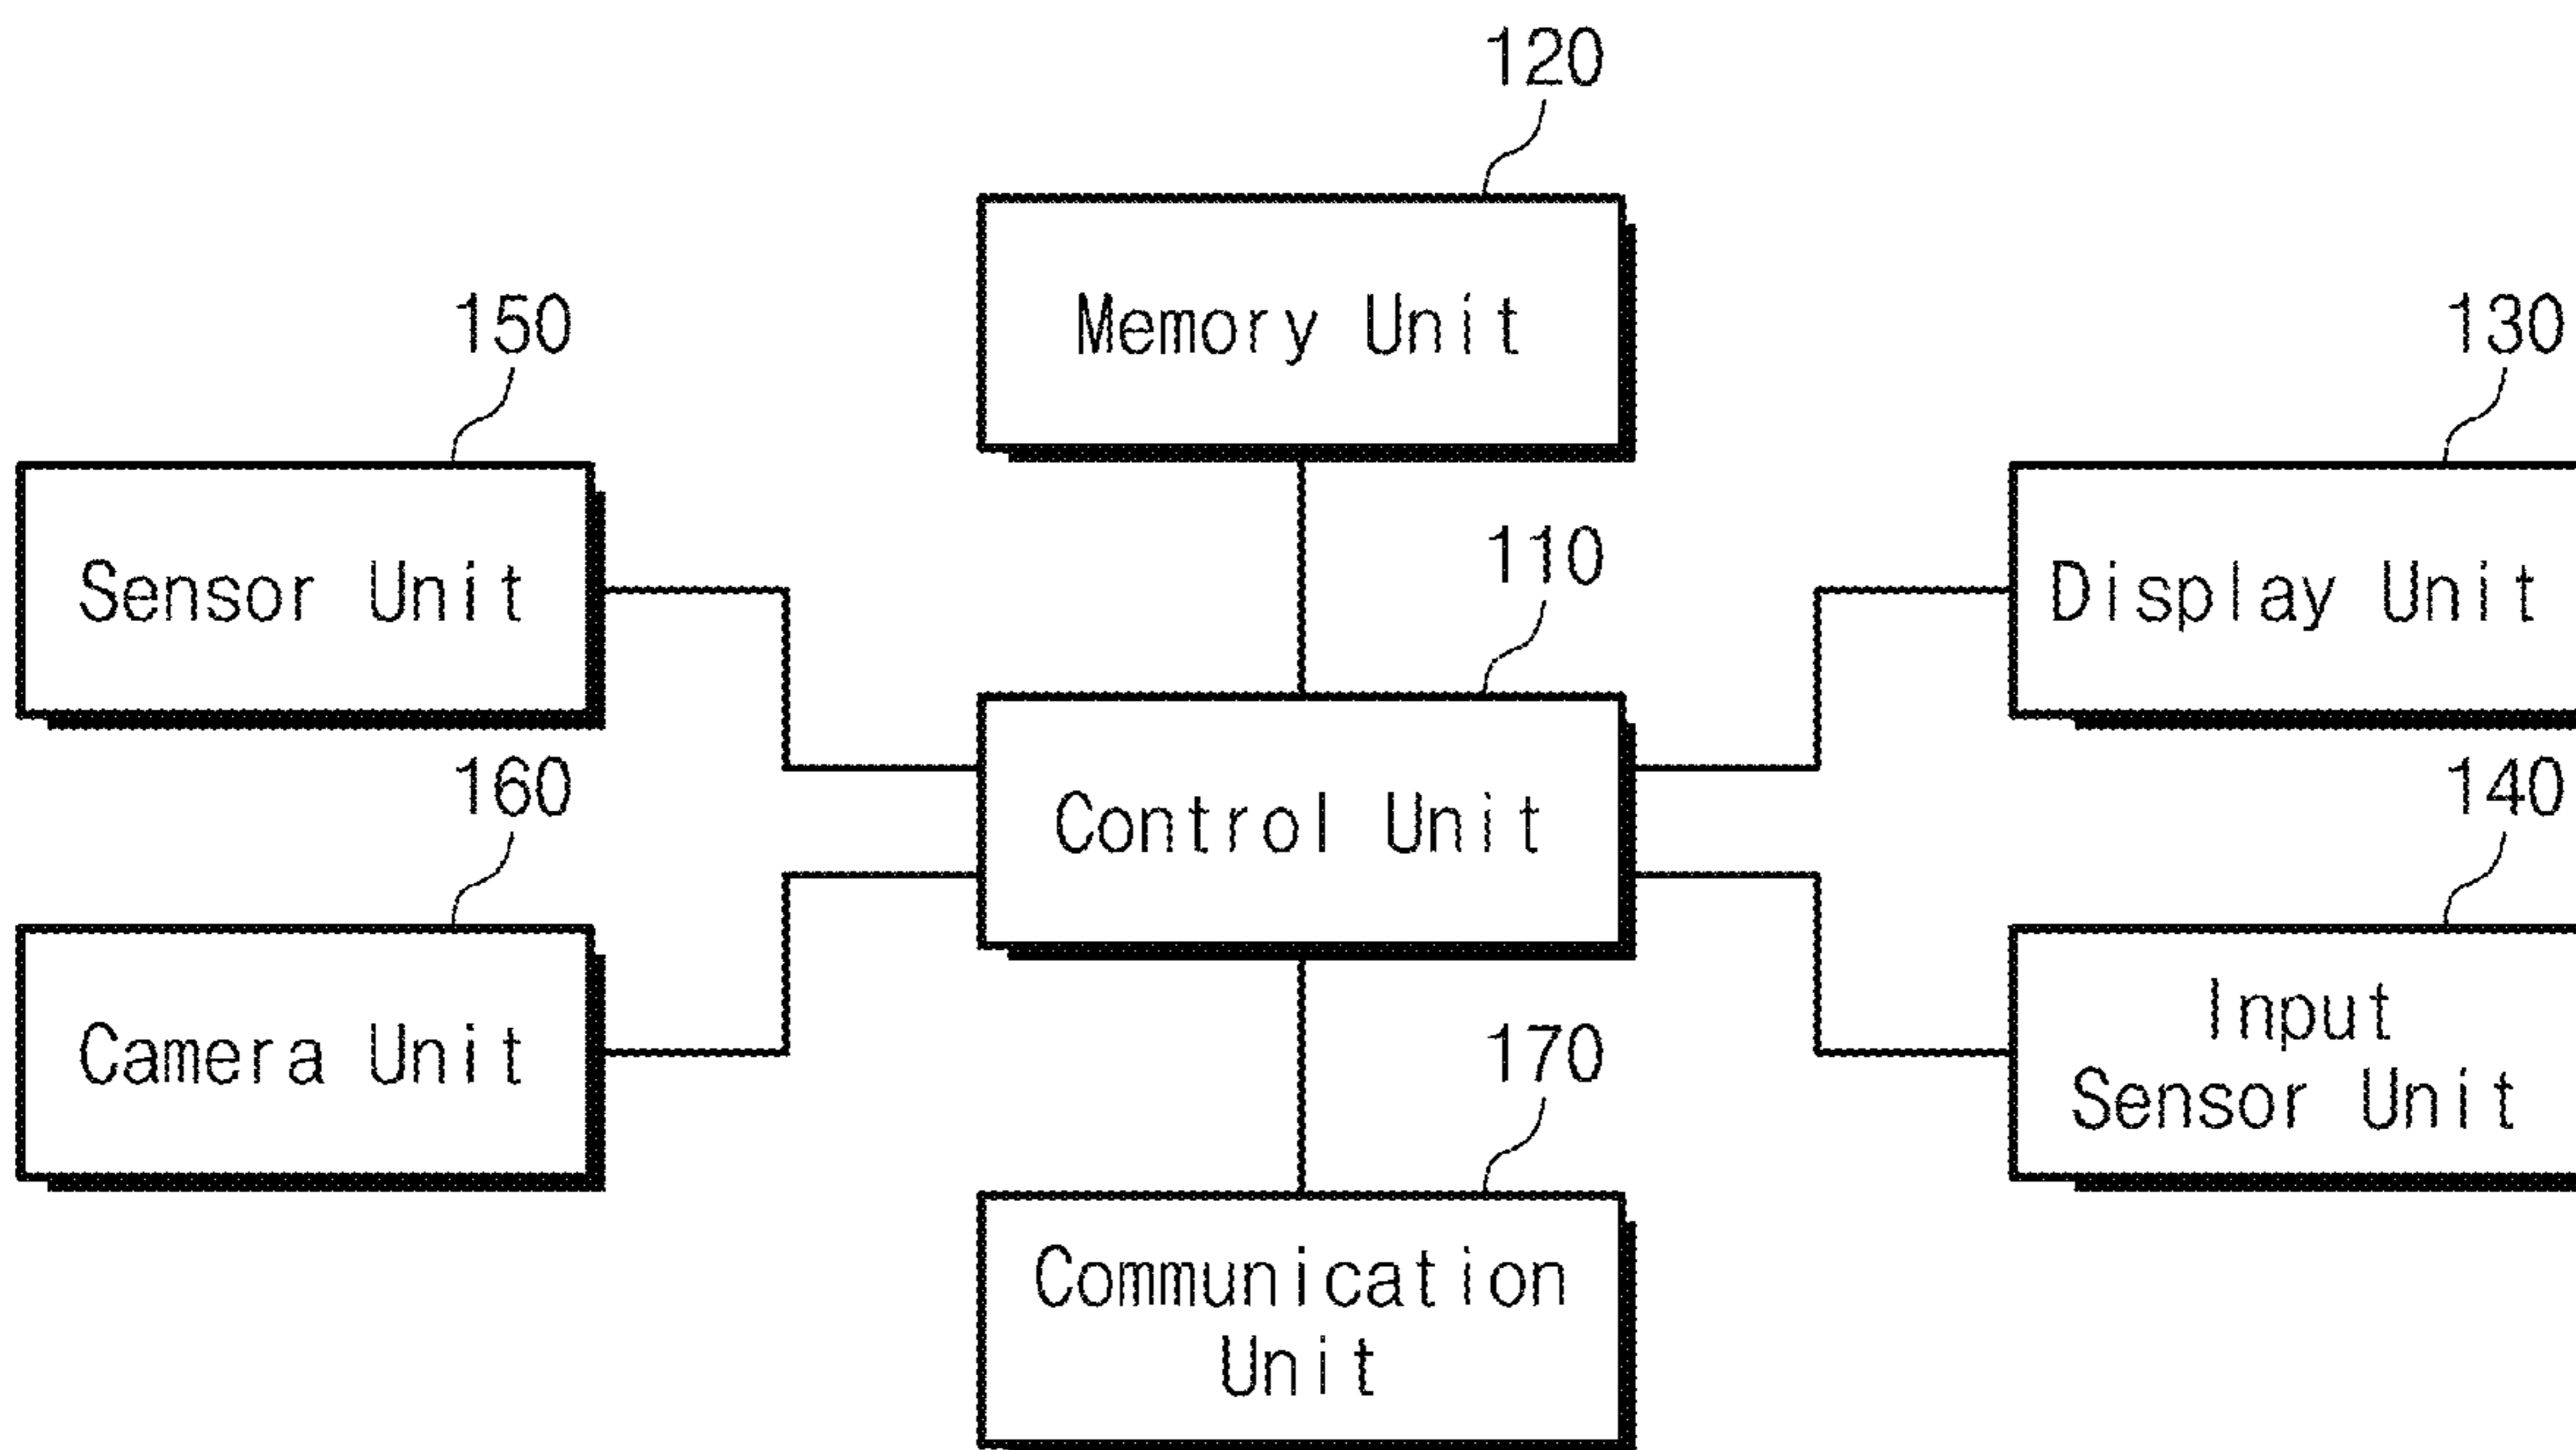 120
Memory Unit
150
Sensor Unit
130
Display Unit
110
Control Unit
160
Camera Unit
140
Input
Sensor Unit
170
Communication
Unit